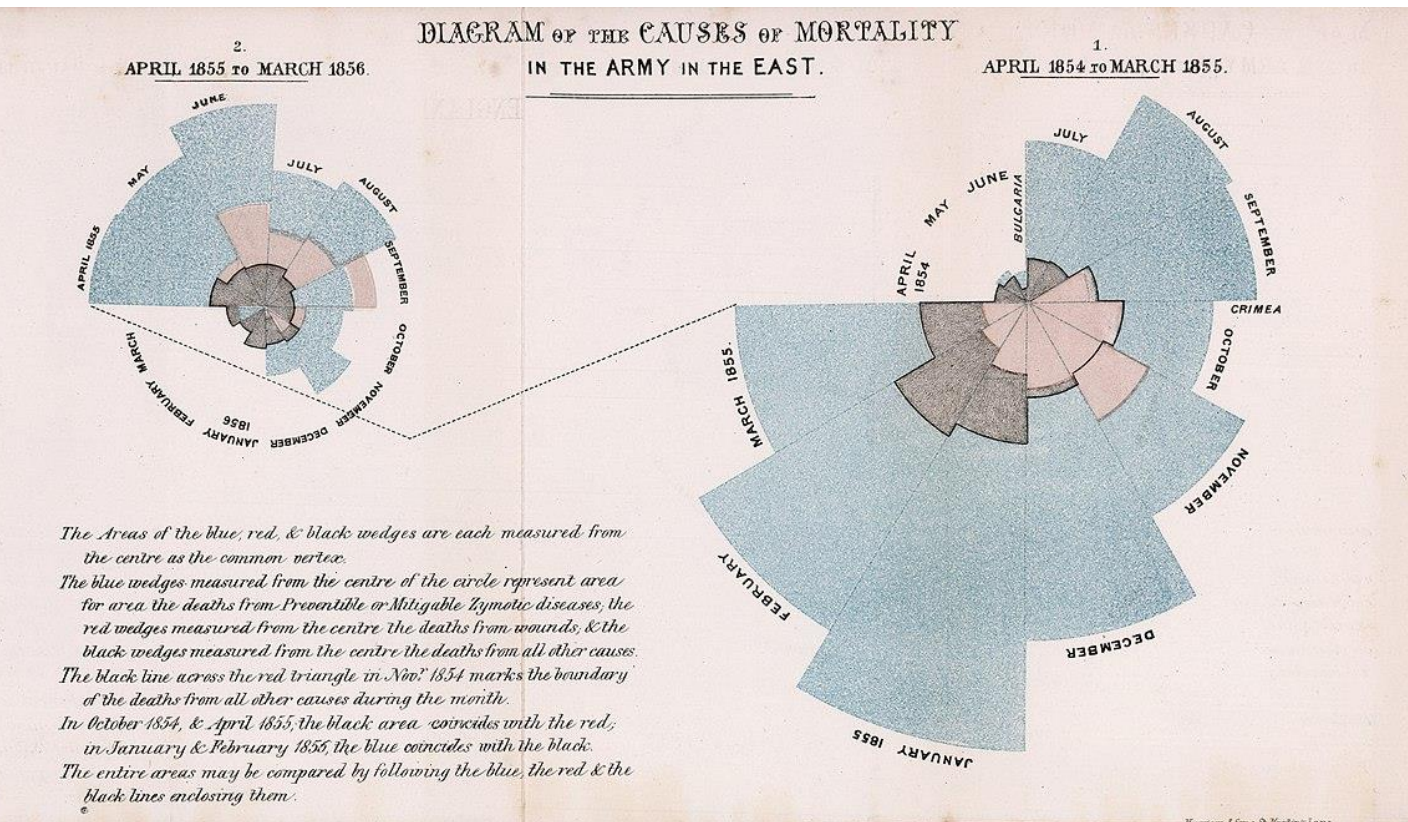 DIAGRAM OF THE CAUSES OF MORTALITY
IN THE ARMY IN THE EAST.
2.
APRIL 1855 TO MARCH 1856.
1.
APRIL 1854 TO MARCH 1855.
JUNE
JULY
MAY
AUGUST
APRIL 1855
SEPTEMBER
OCTOBER
NOVEMBER
DECEMBER
JANUARY
1856
FEBRUARY
MARCH
APRIL
1854
MAY
JUNE
BULGARIA
JULY
AUGUST
SEPTEMBER
CRIMEA
OCTOBER
NOVEMBER
DECEMBER
JANUARY 1855
FEBRUARY
MARCH 1855.
The Areas of the blue, red, & black wedges are each measured from
the centre as the common vertex.
The blue wedges measured from the centre of the circle represent area
for area the deaths from Preventible or Mitigable Zymotic diseases; the
red wedges measured from the centre the deaths from wounds; & the
black wedges measured from the centre the deaths from all other causes.
The black line across the red triangle in Novr. 1854 marks the boundary
of the deaths from all other causes during the month.
In October 1854, & April 1855, the black area coincides with the red;
in January & February 1855, the blue coincides with the black.
The entire areas may be compared by following the blue, the red & the
black lines enclosing them.